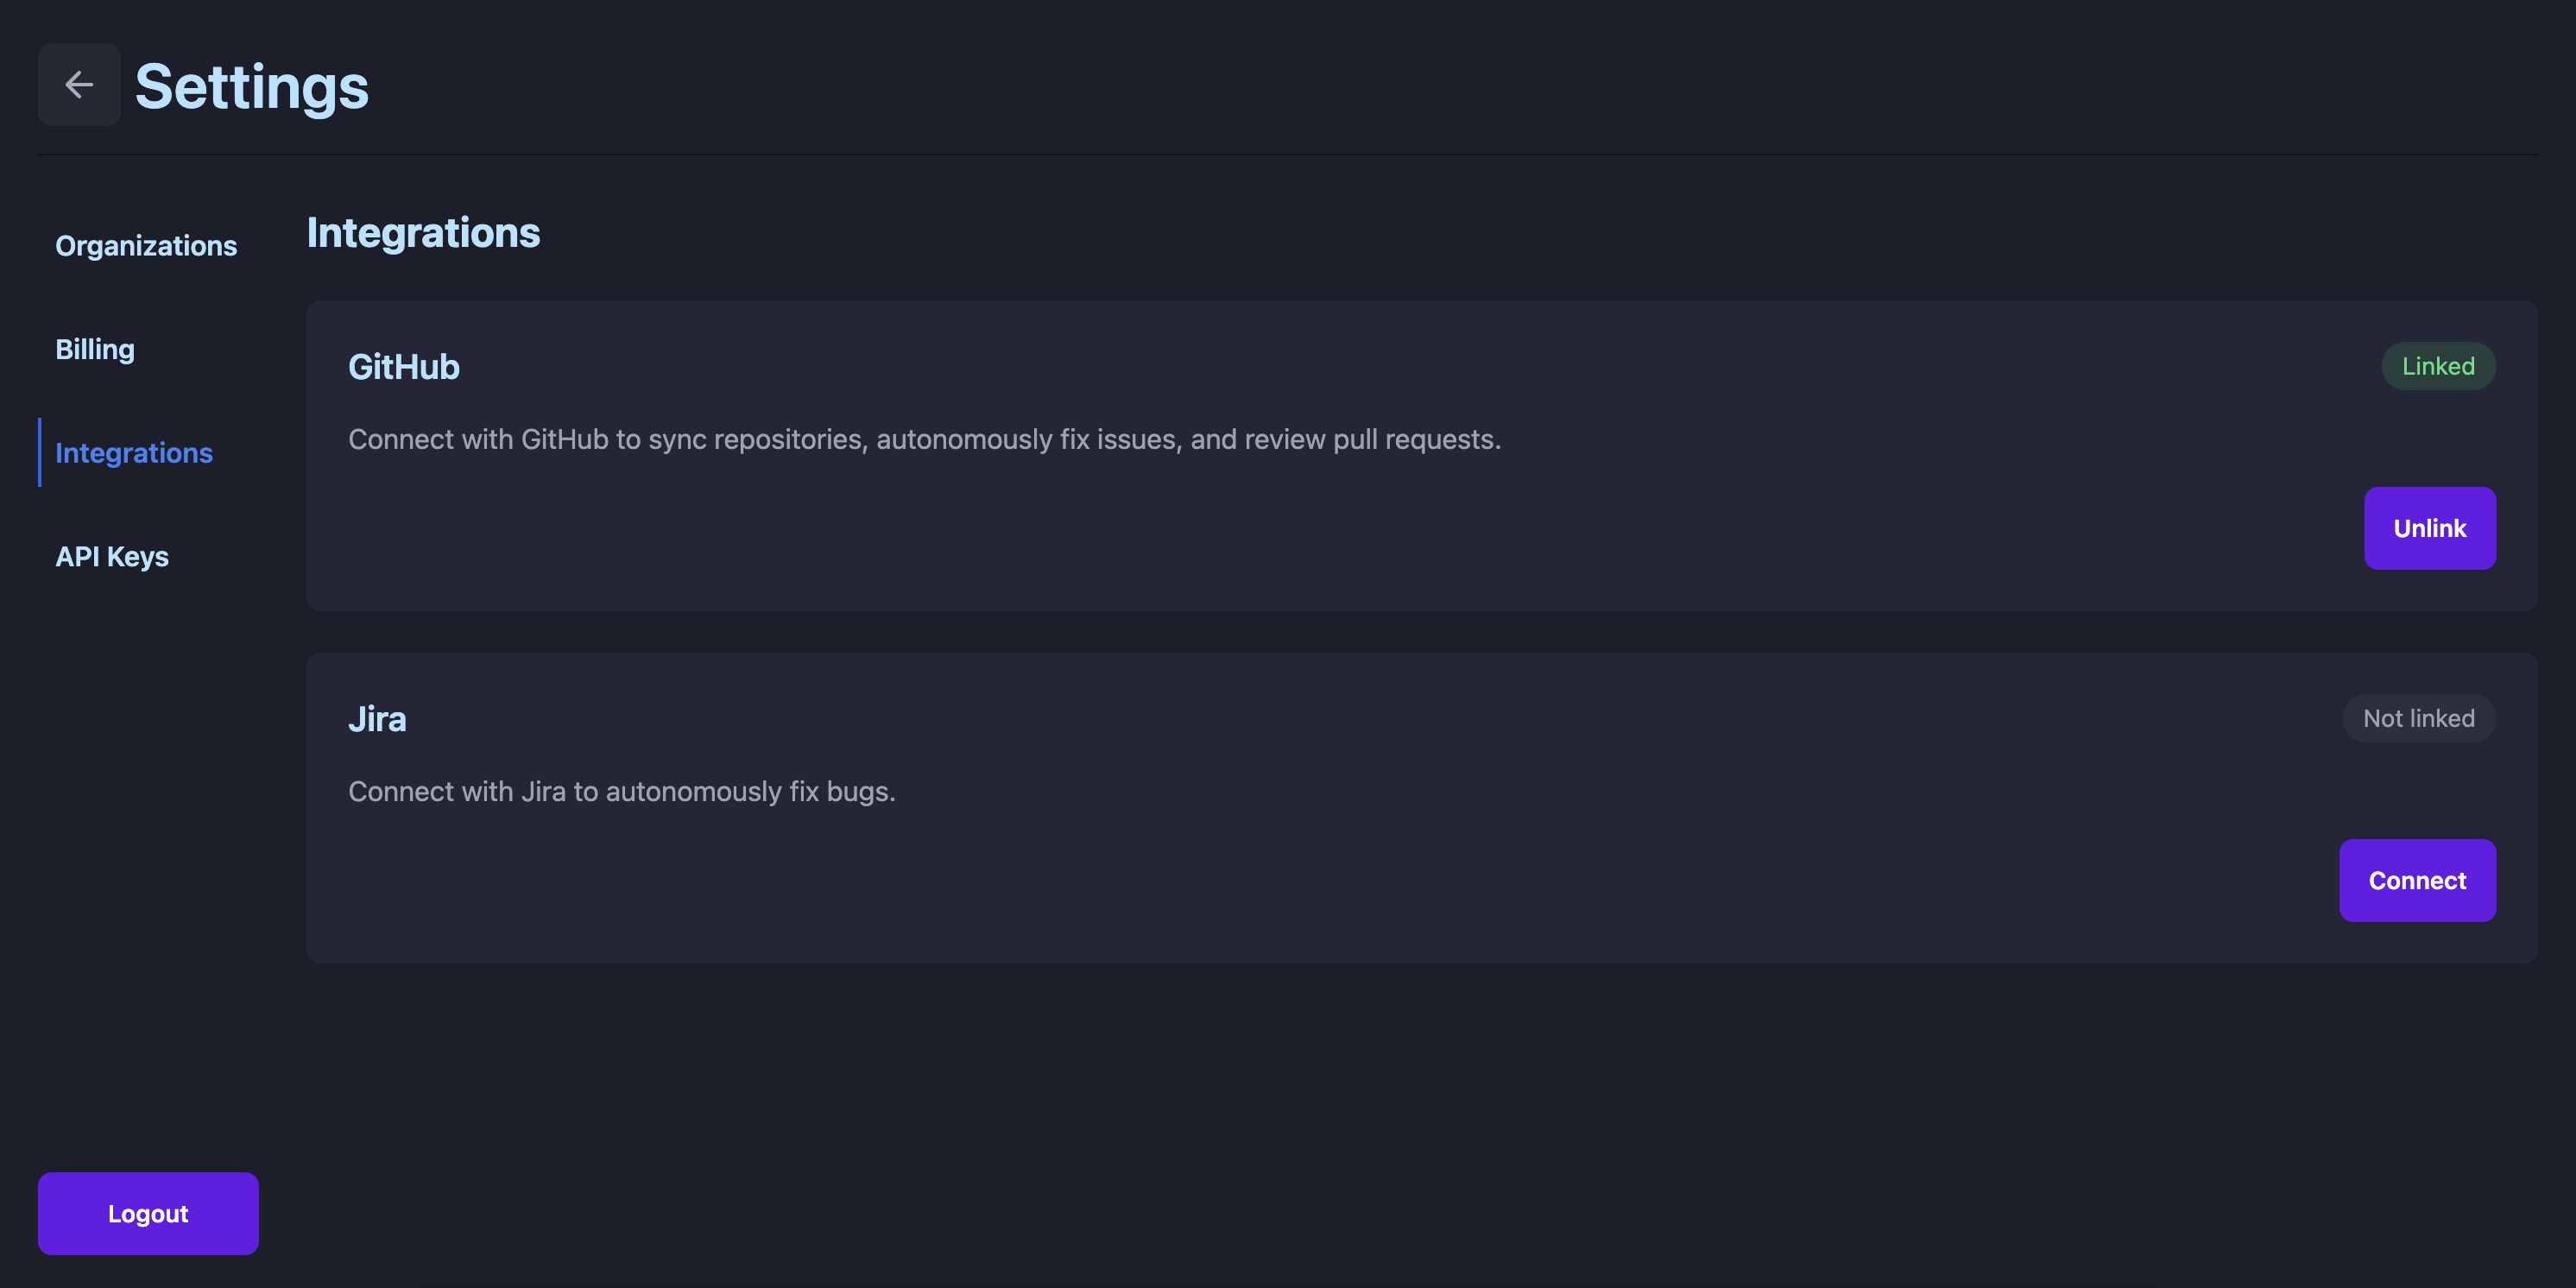 Settings
Organizations
Billing
Integrations
API Keys
Logout
Integrations
GitHub
Linked
Connect with GitHub to sync repositories, autonomously fix issues, and review pull requests.
Unlink
Jira
Not linked
Connect with Jira to autonomously fix bugs.
Connect